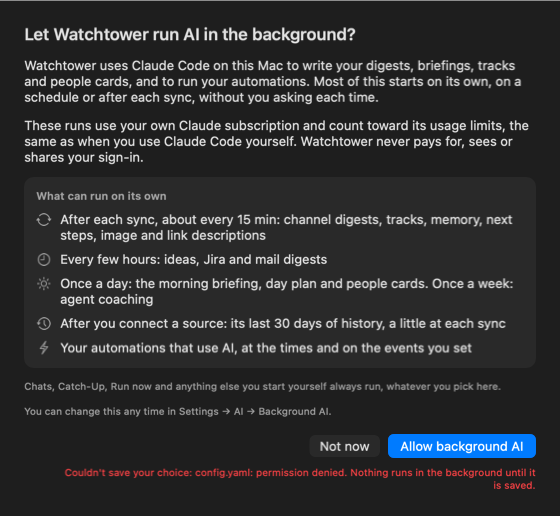 Let Watchtower run AI in the background?
Watchtower uses Claude Code on this Mac to write your digests, briefings, tracks
and people cards, and to run your automations. Most of this starts on its own, on a
schedule or after each sync, without you asking each time.
These runs use your own Claude subscription and count toward its usage limits, the
same as when you use Claude Code yourself. Watchtower never pays for, sees or
shares your sign-in.
What can run on its own
After each sync, about every 15 min: channel digests, tracks, memory, next
steps, image and link descriptions
Every few hours: ideas, Jira and mail digests
Once a day: the morning briefing, day plan and people cards. Once a week:
agent coaching
After you connect a source: its last 30 days of history, a little at each sync
Your automations that use AI, at the times and on the events you set
Chats, Catch-Up, Run now and anything else you start yourself always run, whatever you pick here.
You can change this any time in Settings → AI → Background AI.
Not now
Allow background AI
Couldn't save your choice: config.yaml: permission denied. Nothing runs in the background until it
is saved.